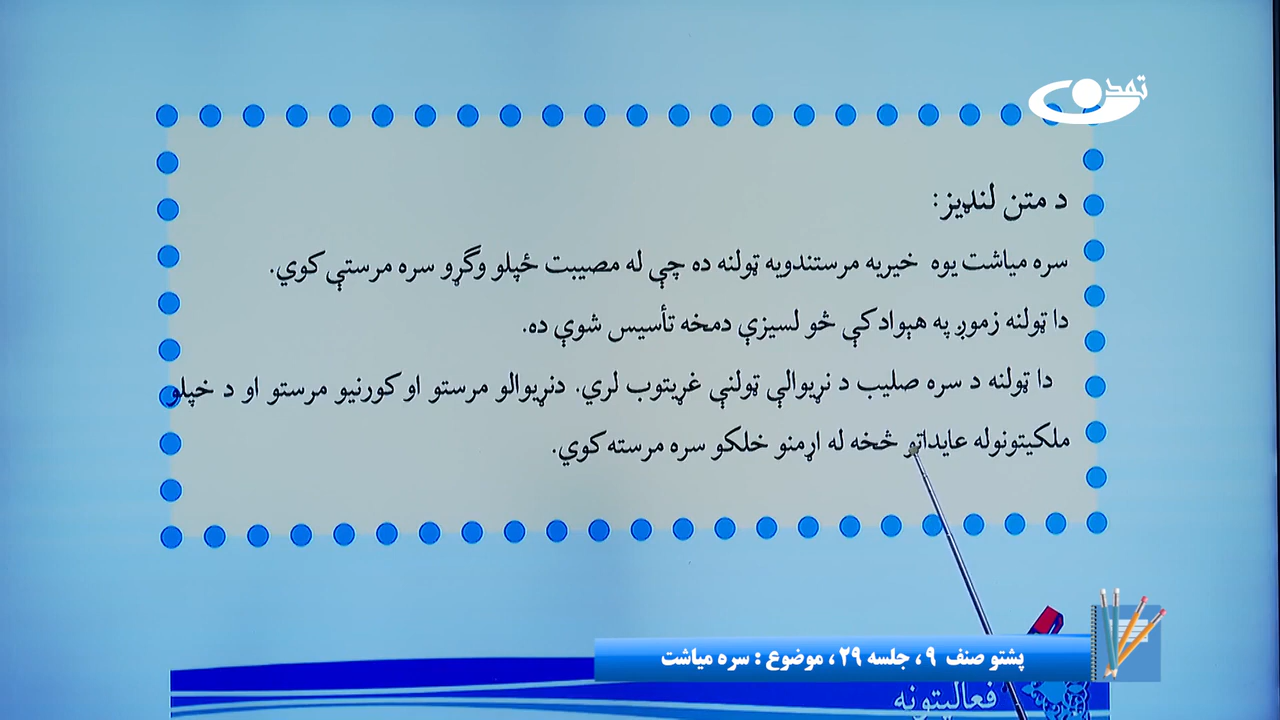 تمدن
د متن لنډیز:
سره میاشت یوه خیریه مرستندویه ټولنه ده چې له مصیبت ځپلو وګړو سره مرستې کوي.
دا ټولنه زموږ په هېواد کې څو لسیزې دمخه تأسیس شوې ده.
دا ټولنه د سره صلیب د نړیوالې ټولنې غړیتوب لري. دنړیوالو مرستو او کورنیو مرستو او د خپلو
ملکیتونوله عایداتو څخه له اړمنو خلکو سره مرسته کوي.
پشتو صنف ۹، جلسه ۲۹، موضوع : سره میاشت
فعالیتونه